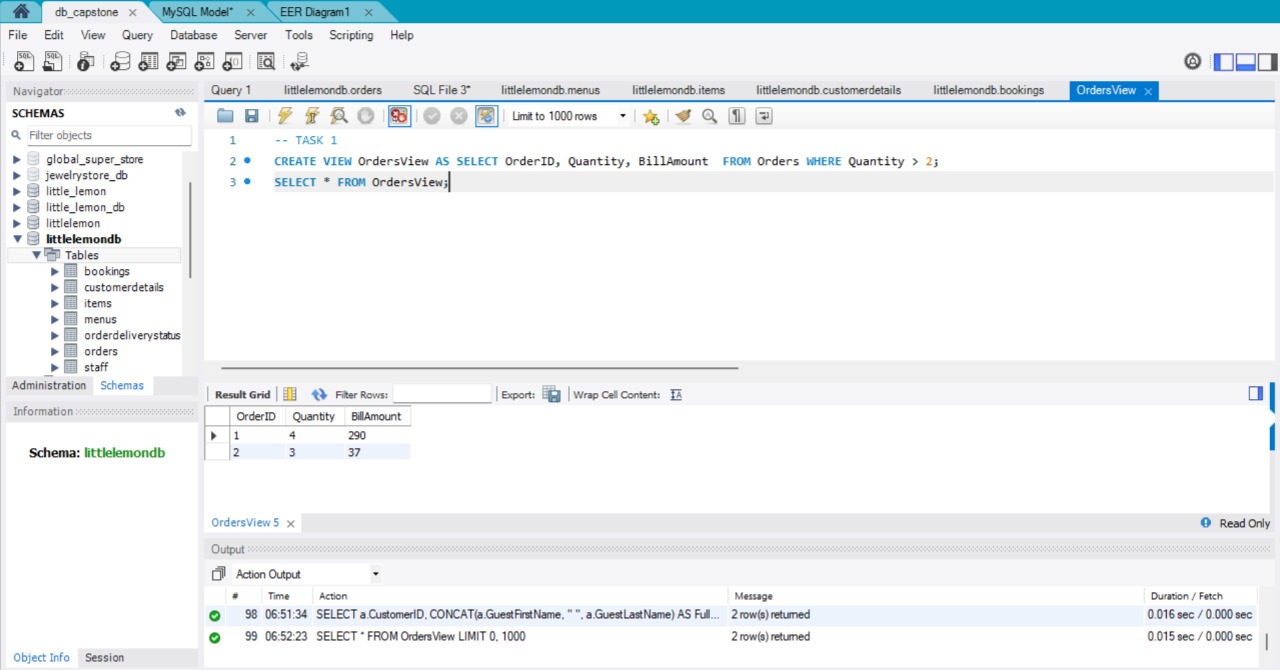 db_capstone × MySQL Model* × EER Diagram1 ×
File Edit View Query Database Server Tools Scripting Help
Navigator
SCHEMAS
Filter objects
global_super_store
jewelrystore_db
little_lemon
little_lemon_db
littlelemon
littlelemondb
Tables
bookings
customerdetails
items
menus
orderdeliverystatus
orders
staff
Administration Schemas
Information
Schema: littlelemondb
Object Info Session
Query 1 littlelemondb.orders SQL File 3* littlelemondb.menus littlelemondb.items littlelemondb.customerdetails littlelemondb.bookings OrdersView ×
Limit to 1000 rows
1 -- TASK 1
2 CREATE VIEW OrdersView AS SELECT OrderID, Quantity, BillAmount FROM Orders WHERE Quantity > 2;
3 SELECT * FROM OrdersView;
Result Grid Filter Rows: Export: Wrap Cell Content:
OrderID Quantity BillAmount
1 4 290
2 3 37
OrdersView 5 × Read Only
Output
Action Output
# Time Action Message Duration / Fetch
98 06:51:34 SELECT a.CustomerID, CONCAT(a.GuestFirstName, " ", a.GuestLastName) AS Full... 2 row(s) returned 0.016 sec / 0.000 sec
99 06:52:23 SELECT * FROM OrdersView LIMIT 0, 1000 2 row(s) returned 0.015 sec / 0.000 sec